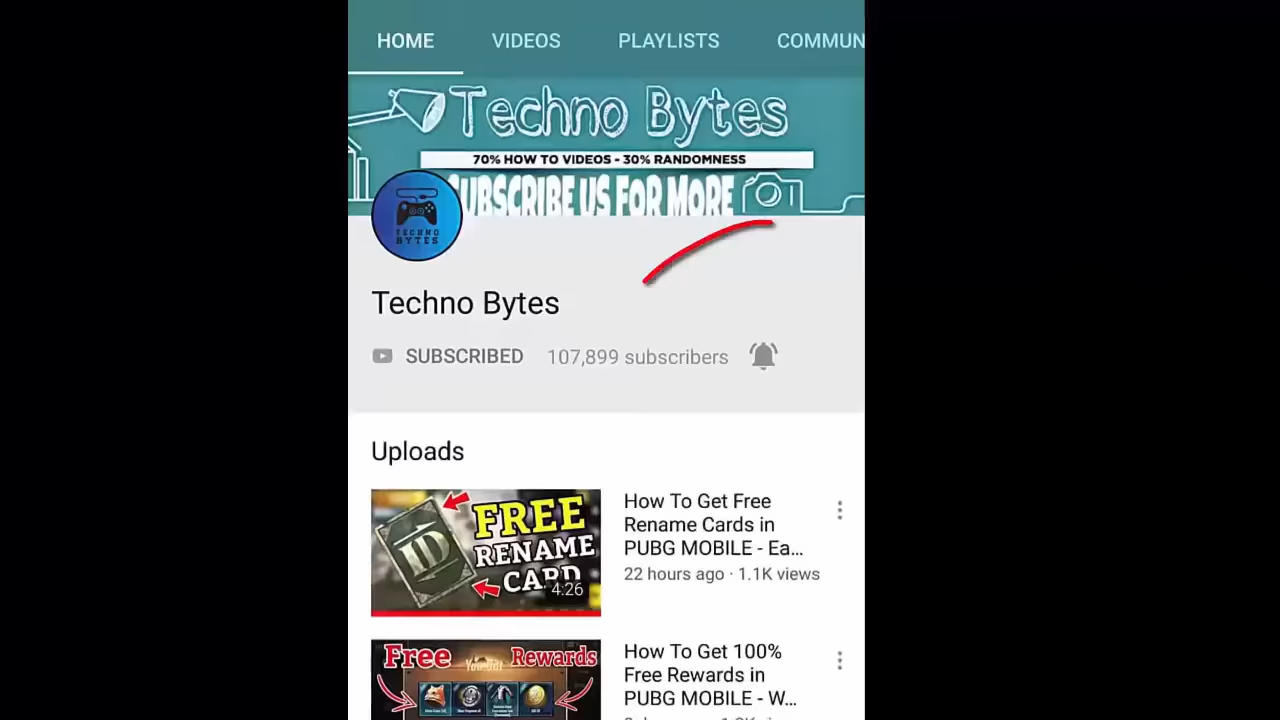 HOME VIDEOS PLAYLISTS COMMUN
Techno Bytes
70% HOW TO VIDEOS - 30% RANDOMNESS
SUBSCRIBE US FOR MORE
TECHNO
BYTES
Techno Bytes
SUBSCRIBED 107,899 subscribers
Uploads
FREE
RENAME
CARD
ID
4:26
How To Get Free
Rename Cards in
PUBG MOBILE - Ea...
22 hours ago · 1.1K views
Free Rewards
How To Get 100%
Free Rewards in
PUBG MOBILE - W...